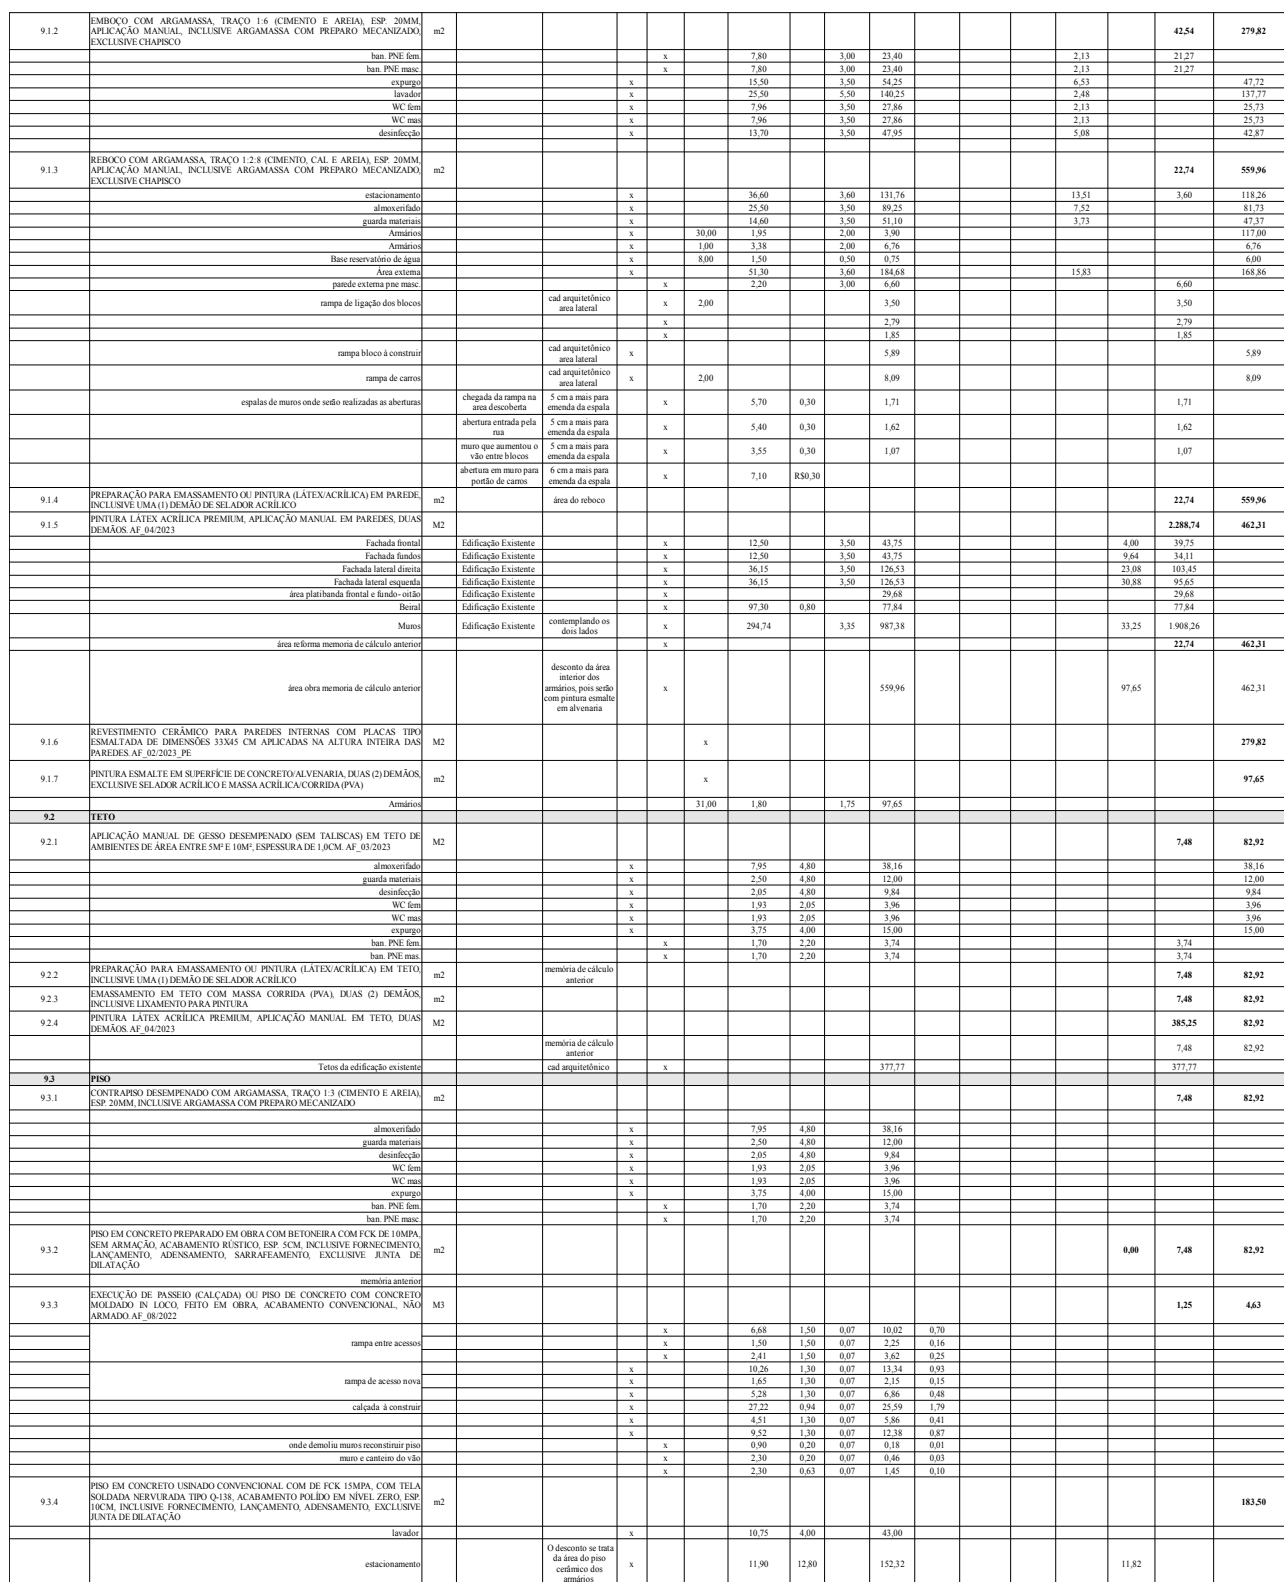 9.1.2 EMBOÇO COM ARGAMASSA, TRAÇO 1:6 (CIMENTO E AREIA), ESP. 20MM, APLICAÇÃO MANUAL, INCLUSIVE ARGAMASSA COM PREPARO MECANIZADO, EXCLUSIVE CHAPISCO m2 42,54 279,82
ban. PNE fem. x 7,80 3,00 23,40 2,13 21,27
ban. PNE masc. x 7,80 3,00 23,40 2,13 21,27
expurgo x 15,50 3,50 54,25 6,53 47,72
lavador x 25,50 5,50 140,25 2,48 137,77
WC fem x 7,96 3,50 27,86 2,13 25,73
WC mas x 7,96 3,50 27,86 2,13 25,73
desinfecção x 13,70 3,50 47,95 5,08 42,87
9.1.3 REBOCO COM ARGAMASSA, TRAÇO 1:2:8 (CIMENTO, CAL E AREIA), ESP. 20MM, APLICAÇÃO MANUAL, INCLUSIVE ARGAMASSA COM PREPARO MECANIZADO, EXCLUSIVE CHAPISCO m2 22,74 559,96
estacionamento x 36,60 3,60 131,76 13,51 3,60 118,26
almoxerifado x 25,50 3,50 89,25 7,52 81,73
guarda materiais x 14,60 3,50 51,10 3,73 47,37
Armários x 30,00 1,95 2,00 3,90 117,00
Armários x 1,00 3,38 2,00 6,76 6,76
Base reservatório de água x 8,00 1,50 0,50 0,75 6,00
Área externa x 51,30 3,60 184,68 15,83 168,86
parede externa pne masc. x 2,20 3,00 6,60 6,60
rampa de ligação dos blocos cad arquitetônico area lateral x 2,00 3,50 3,50
x 2,79 2,79
x 1,85 1,85
rampa bloco à construir cad arquitetônico area lateral x 5,89 5,89
rampa de carros cad arquitetônico area lateral x 2,00 8,09 8,09
espalas de muros onde serão realizadas as aberturas chegada da rampa na area descoberta 5 cm a mais para emenda da espala x 5,70 0,30 1,71 1,71
abertura entrada pela rua 5 cm a mais para emenda da espala x 5,40 0,30 1,62 1,62
muro que aumentou o vão entre blocos 5 cm a mais para emenda da espala x 3,55 0,30 1,07 1,07
abertura em muro para portão de carros 6 cm a mais para emenda da espala x 7,10 R$0,30
9.1.4 PREPARAÇÃO PARA EMASSAMENTO OU PINTURA (LÁTEX/ACRÍLICA) EM PAREDE, INCLUSIVE UMA (1) DEMÃO DE SELADOR ACRÍLICO m2 área do reboco 22,74 559,96
9.1.5 PINTURA LÁTEX ACRÍLICA PREMIUM, APLICAÇÃO MANUAL EM PAREDES, DUAS DEMÃOS. AF_04/2023 M2 2.288,74 462,31
Fachada frontal Edificação Existente x 12,50 3,50 43,75 4,00 39,75
Fachada fundos Edificação Existente x 12,50 3,50 43,75 9,64 34,11
Fachada lateral direita Edificação Existente x 36,15 3,50 126,53 23,08 103,45
Fachada lateral esquerda Edificação Existente x 36,15 3,50 126,53 30,88 95,65
área platibanda frontal e fundo- oitão Edificação Existente x 29,68 29,68
Beiral Edificação Existente x 97,30 0,80 77,84 77,84
Muros Edificação Existente contemplando os dois lados x 294,74 3,35 987,38 33,25 1.908,26
área reforma memoria de cálculo anterior x 22,74 462,31
área obra memoria de cálculo anterior desconto da área interior dos armários, pois serão com pintura esmalte em alvenaria x 559,96 97,65 462,31
9.1.6 REVESTIMENTO CERÂMICO PARA PAREDES INTERNAS COM PLACAS TIPO ESMALTADA DE DIMENSÕES 33X45 CM APLICADAS NA ALTURA INTEIRA DAS PAREDES. AF_02/2023_PE M2 x 279,82
9.1.7 PINTURA ESMALTE EM SUPERFÍCIE DE CONCRETO/ALVENARIA, DUAS (2) DEMÃOS, EXCLUSIVE SELADOR ACRÍLICO E MASSA ACRÍLICA/CORRIDA (PVA) m2 x 97,65
Armários 31,00 1,80 1,75 97,65
9.2 TETO
9.2.1 APLICAÇÃO MANUAL DE GESSO DESEMPENADO (SEM TALISCAS) EM TETO DE AMBIENTES DE ÁREA ENTRE 5M² E 10M², ESPESSURA DE 1,0CM. AF_03/2023 M2 7,48 82,92
almoxerifado x 7,95 4,80 38,16 38,16
guarda materiais x 2,50 4,80 12,00 12,00
desinfecção x 2,05 4,80 9,84 9,84
WC fem x 1,93 2,05 3,96 3,96
WC mas x 1,93 2,05 3,96 3,96
expurgo x 3,75 4,00 15,00 15,00
ban. PNE fem. x 1,70 2,20 3,74 3,74
ban. PNE mas. x 1,70 2,20 3,74 3,74
9.2.2 PREPARAÇÃO PARA EMASSAMENTO OU PINTURA (LÁTEX/ACRÍLICA) EM TETO, INCLUSIVE UMA (1) DEMÃO DE SELADOR ACRÍLICO m2 memória de cálculo anterior 7,48 82,92
9.2.3 EMASSAMENTO EM TETO COM MASSA CORRIDA (PVA), DUAS (2) DEMÃOS, INCLUSIVE LIXAMENTO PARA PINTURA m2 7,48 82,92
9.2.4 PINTURA LÁTEX ACRÍLICA PREMIUM, APLICAÇÃO MANUAL EM TETO, DUAS DEMÃOS. AF_04/2023 M2 385,25 82,92
memória de cálculo anterior 7,48 82,92
Tetos da edificação existente cad arquitetônico x 377,77 377,77
9.3 PISO
9.3.1 CONTRAPISO DESEMPENADO COM ARGAMASSA, TRAÇO 1:3 (CIMENTO E AREIA), ESP. 20MM, INCLUSIVE ARGAMASSA COM PREPARO MECANIZADO m2 7,48 82,92
almoxerifado x 7,95 4,80 38,16
guarda materiais x 2,50 4,80 12,00
desinfecção x 2,05 4,80 9,84
WC fem x 1,93 2,05 3,96
WC mas x 1,93 2,05 3,96
expurgo x 3,75 4,00 15,00
ban. PNE fem. x 1,70 2,20 3,74
ban. PNE masc. x 1,70 2,20 3,74
9.3.2 PISO EM CONCRETO PREPARADO EM OBRA COM BETONEIRA COM FCK DE 10MPA, SEM ARMAÇÃO, ACABAMENTO RÚSTICO, ESP. 5CM, INCLUSIVE FORNECIMENTO, LANÇAMENTO, ADENSAMENTO, SARRAFEAMENTO, EXCLUSIVE JUNTA DE DILATAÇÃO m2 0,00 7,48 82,92
memória anterior
9.3.3 EXECUÇÃO DE PASSEIO (CALÇADA) OU PISO DE CONCRETO COM CONCRETO MOLDADO IN LOCO, FEITO EM OBRA, ACABAMENTO CONVENCIONAL, NÃO ARMADO. AF_08/2022 M3 1,25 4,63
x 6,68 1,50 0,07 10,02 0,70
rampa entre acessos x 1,50 1,50 0,07 2,25 0,16
x 2,41 1,50 0,07 3,62 0,25
x 10,26 1,30 0,07 13,34 0,93
rampa de acesso nova x 1,65 1,30 0,07 2,15 0,15
x 5,28 1,30 0,07 6,86 0,48
calçada à construir x 27,22 0,94 0,07 25,59 1,79
x 4,51 1,30 0,07 5,86 0,41
x 9,52 1,30 0,07 12,38 0,87
onde demoliu muros reconstruir piso x 0,90 0,20 0,07 0,18 0,01
muro e canteiro do vão x 2,30 0,20 0,07 0,46 0,03
x 2,30 0,63 0,07 1,45 0,10
9.3.4 PISO EM CONCRETO USINADO CONVENCIONAL COM DE FCK 15MPA, COM TELA SOLDADA NERVURADA TIPO Q-138, ACABAMENTO POLÍDO EM NÍVEL ZERO, ESP. 10CM, INCLUSIVE FORNECIMENTO, LANÇAMENTO, ADENSAMENTO, EXCLUSIVE JUNTA DE DILATAÇÃO m2 183,50
lavador x 10,75 4,00 43,00
estacionamento O desconto se trata da área do piso cerâmico dos armários x 11,90 12,80 152,32 11,82